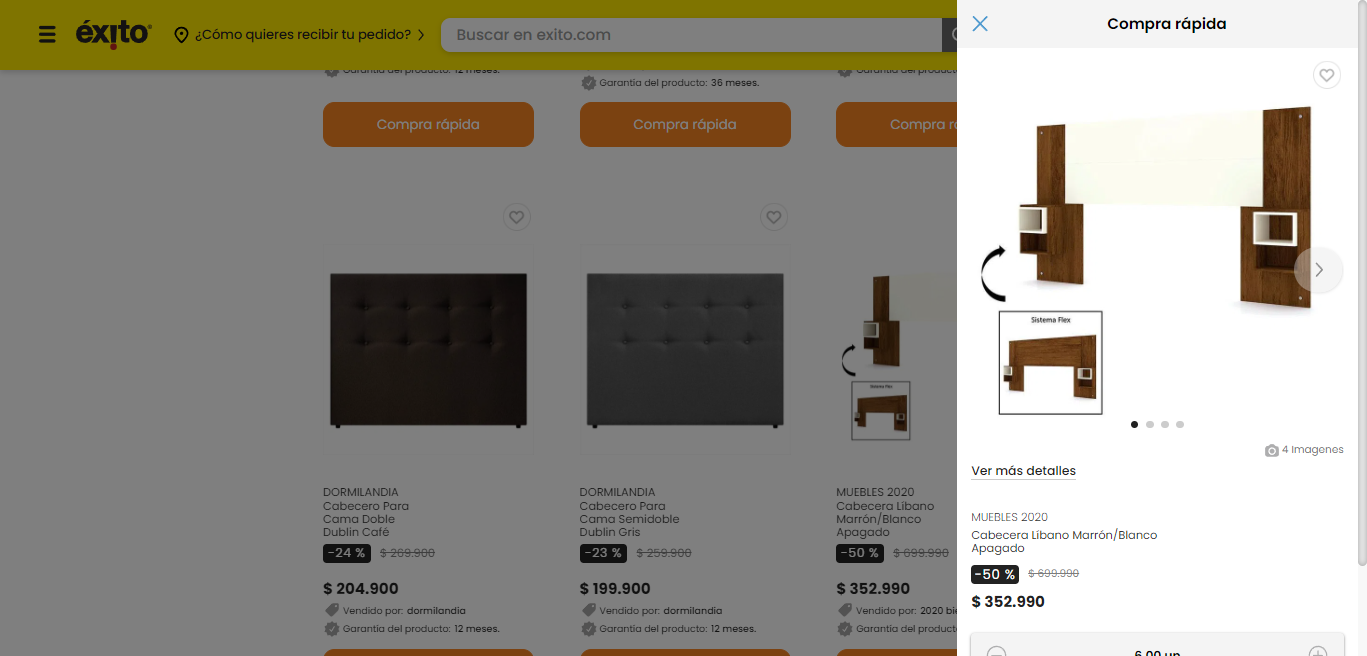 éxito
¿Cómo quieres recibir tu pedido?
Buscar en exito.com
Garantía del producto: 12 meses.
Garantía del producto: 36 meses.
Garantía del product
Compra rápida
Compra rápida
Compra r
DORMILANDIA
Cabecero Para
Cama Doble
Dublin Café
-24 % $ 269.900
$ 204.900
Vendido por: dormilandia
Garantía del producto: 12 meses.
DORMILANDIA
Cabecero Para
Cama Semidoble
Dublin Gris
-23 % $ 259.900
$ 199.900
Vendido por: dormilandia
Garantía del producto: 12 meses.
Sistema Flex
MUEBLES 2020
Cabecera Líbano
Marrón/Blanco
Apagado
-50 % $ 699.990
$ 352.990
Vendido por: 2020 bie
Garantía del product
Compra rápida
Sistema Flex
4 Imagenes
Ver más detalles
MUEBLES 2020
Cabecera Líbano Marrón/Blanco
Apagado
-50 % $ 699.990
$ 352.990
6.00 un